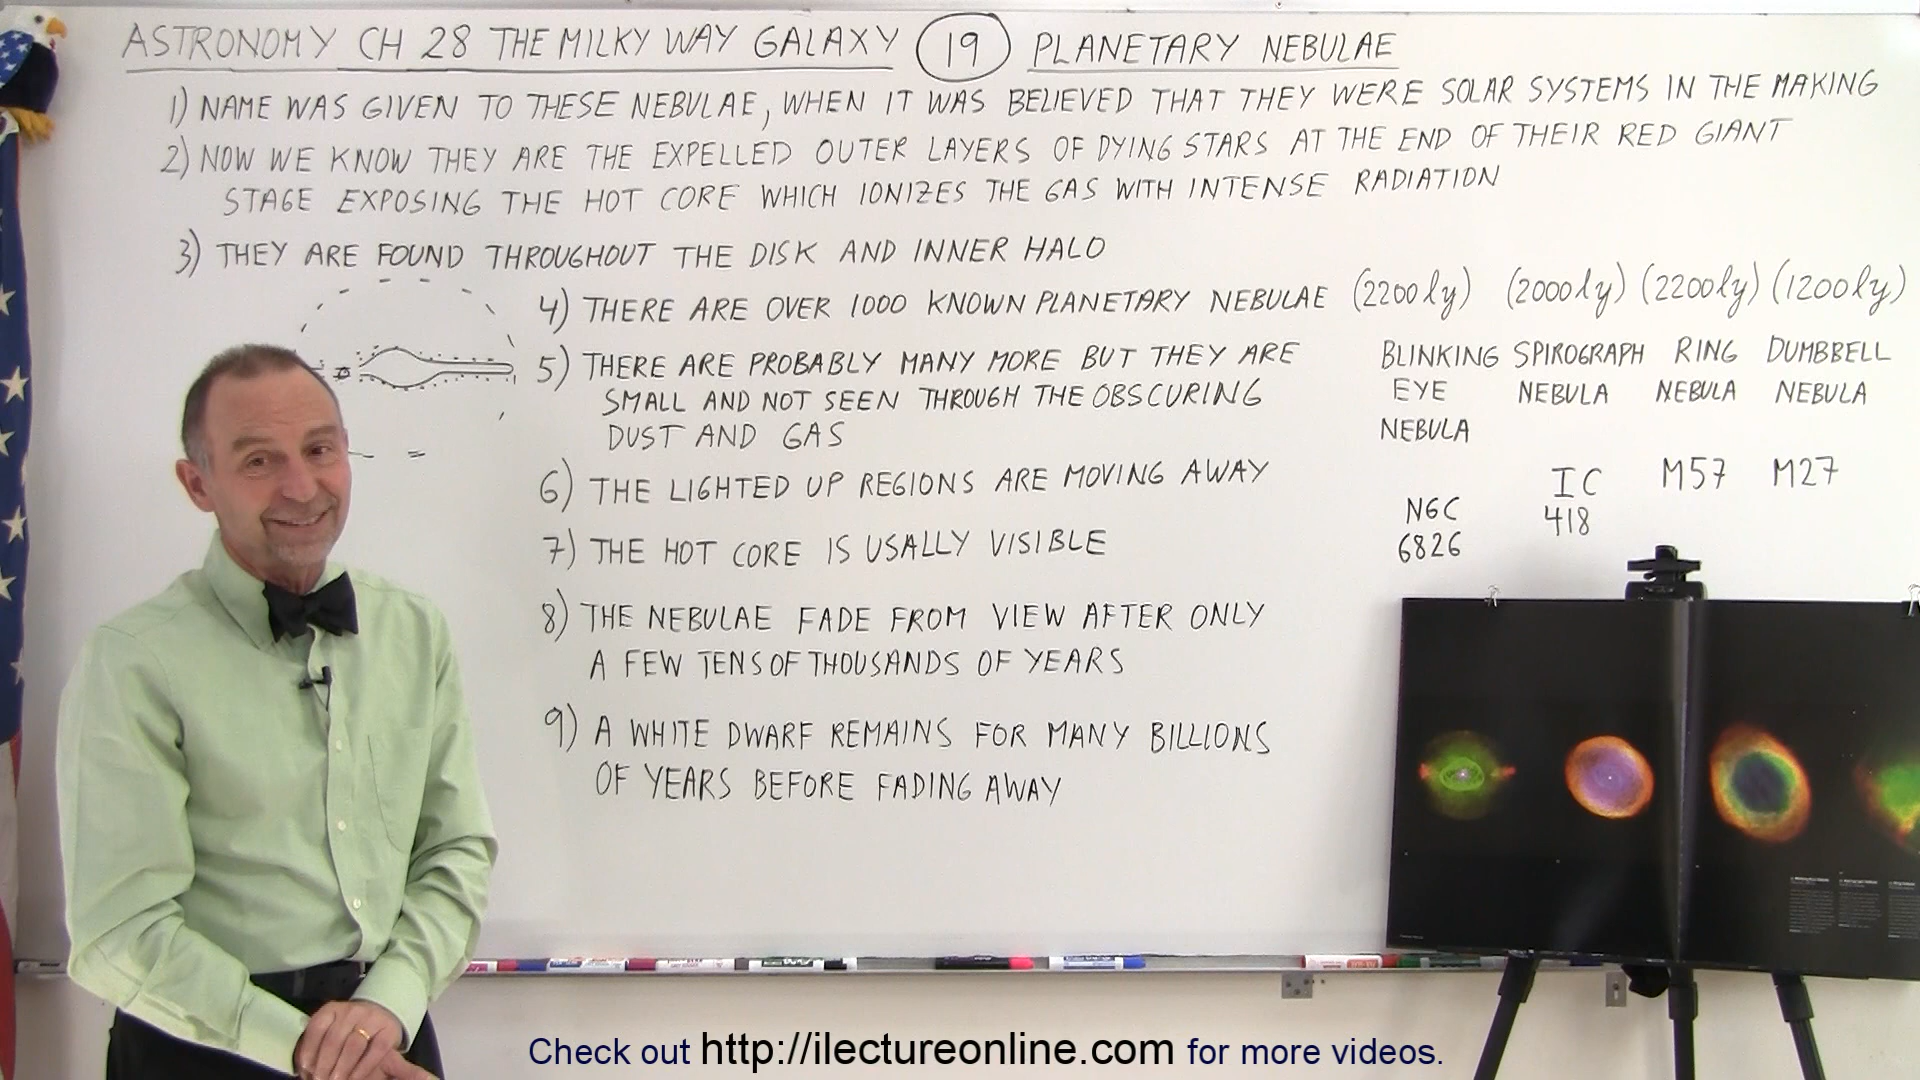 ASTRONOMY CH 28 THE MILKY WAY GALAXY 19 PLANETARY NEBULAE
1) NAME WAS GIVEN TO THESE NEBULAE, WHEN IT WAS BELIEVED THAT THEY WERE SOLAR SYSTEMS IN THE MAKING
2) NOW WE KNOW THEY ARE THE EXPELLED OUTER LAYERS OF DYING STARS AT THE END OF THEIR RED GIANT
STAGE EXPOSING THE HOT CORE WHICH IONIZES THE GAS WITH INTENSE RADIATION
3) THEY ARE FOUND THROUGHOUT THE DISK AND INNER HALO
4) THERE ARE OVER 1000 KNOWN PLANETARY NEBULAE
5) THERE ARE PROBABLY MANY MORE BUT THEY ARE
SMALL AND NOT SEEN THROUGH THE OBSCURING
DUST AND GAS
6) THE LIGHTED UP REGIONS ARE MOVING AWAY
7) THE HOT CORE IS USALLY VISIBLE
8) THE NEBULAE FADE FROM VIEW AFTER ONLY
A FEW TENS OF THOUSANDS OF YEARS
9) A WHITE DWARF REMAINS FOR MANY BILLIONS
OF YEARS BEFORE FADING AWAY
(2200 ly) (2000 ly) (2200 ly) (1200 ly)
BLINKING SPIROGRAPH RING DUMBBELL
EYE NEBULA NEBULA NEBULA
NEBULA
IC M57 M27
NGC 418
6826
Check out http://ilectureonline.com for more videos.